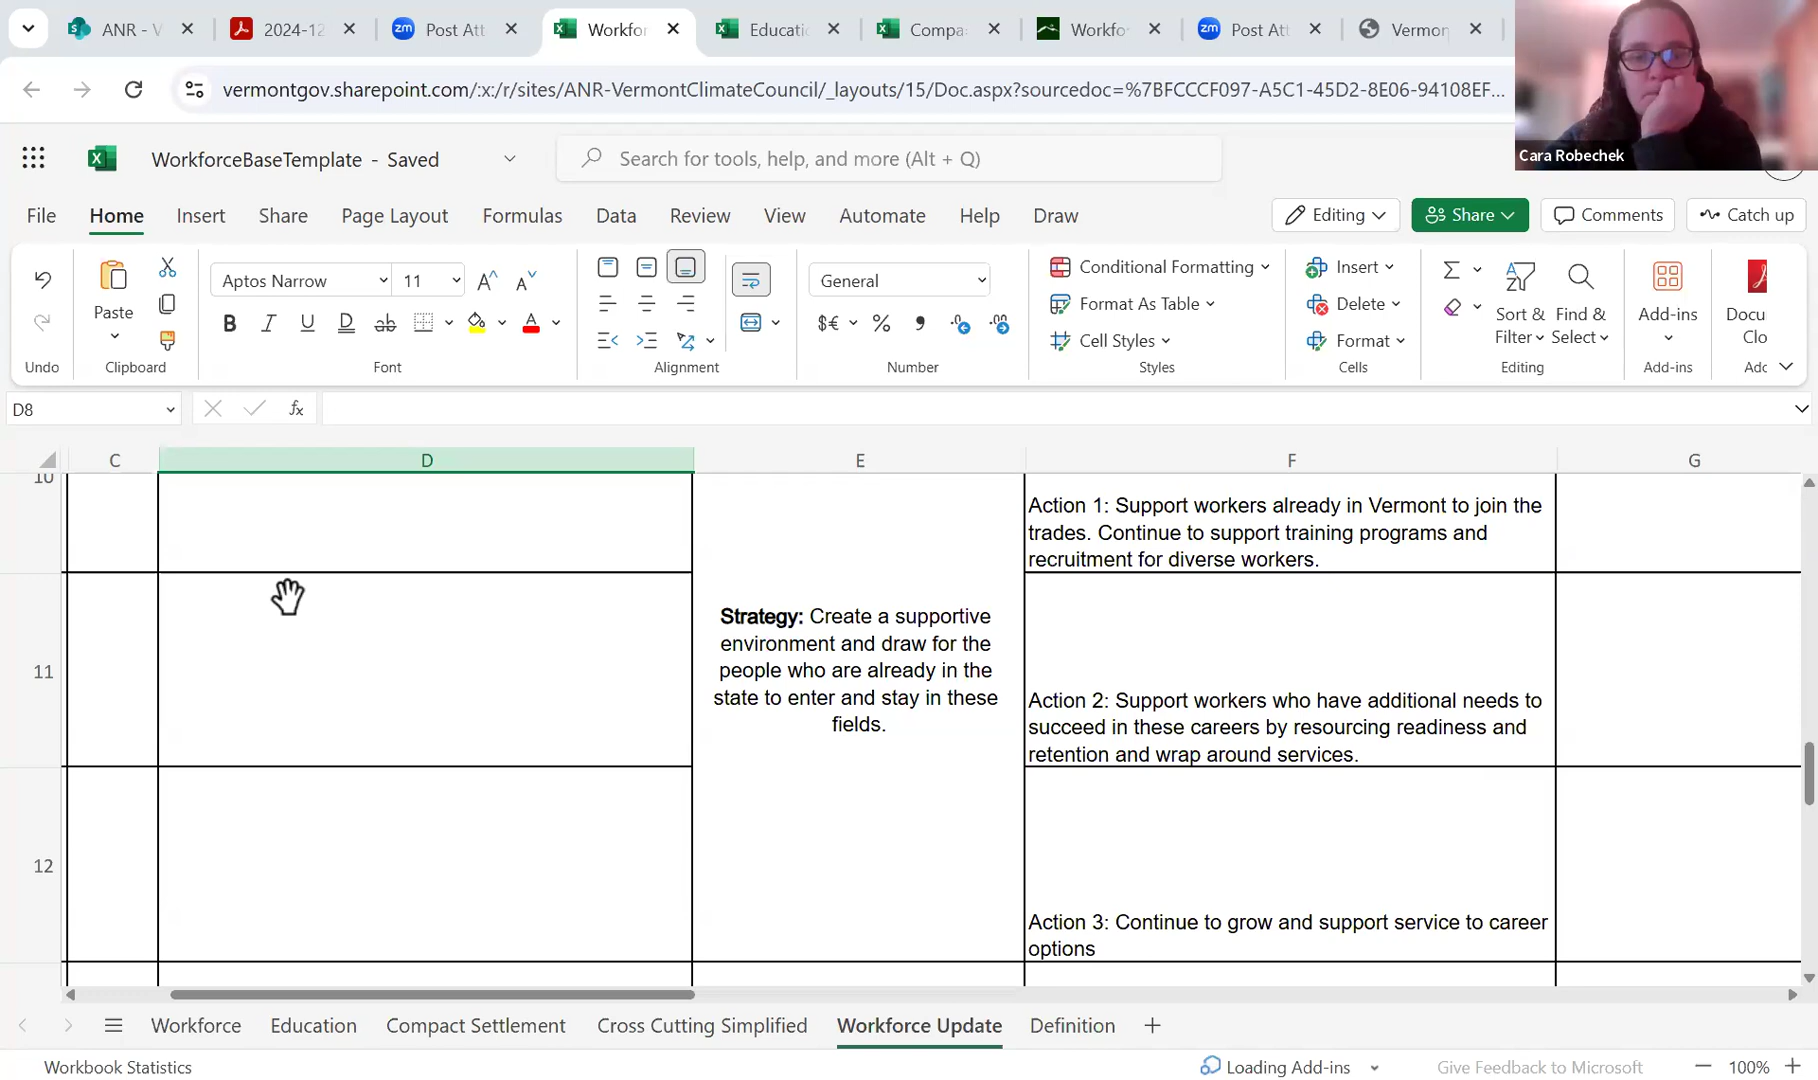 ANR - V
2024-12
Post Att
Workfor
Educatio
Compa
Workfo
Post Att
Vermon
vermontgov.sharepoint.com/:x:/r/sites/ANR-VermontClimateCouncil/_layouts/15/Doc.aspx?sourcedoc=%7BFCCCF097-A5C1-45D2-8E06-94108EF...
Cara Robechek
WorkforceBaseTemplate - Saved
Search for tools, help, and more (Alt + Q)
File Home Insert Share Page Layout Formulas Data Review View Automate Help Draw
Editing Share Comments Catch up
Paste
Aptos Narrow 11
General
Conditional Formatting
Format As Table
Cell Styles
Insert
Delete
Format
Sort & Filter
Find & Select
Add-ins
Docu
Clo
Undo Clipboard Font Alignment Number Styles Cells Editing Add-ins Adc
D8
C D E F G
10
Action 1: Support workers already in Vermont to join the
trades. Continue to support training programs and
recruitment for diverse workers.
11
Strategy: Create a supportive
environment and draw for the
people who are already in the
state to enter and stay in these
fields.
Action 2: Support workers who have additional needs to
succeed in these careers by resourcing readiness and
retention and wrap around services.
12
Action 3: Continue to grow and support service to career
options
Workforce Education Compact Settlement Cross Cutting Simplified Workforce Update Definition
Workbook Statistics
Loading Add-ins
Give Feedback to Microsoft
100%